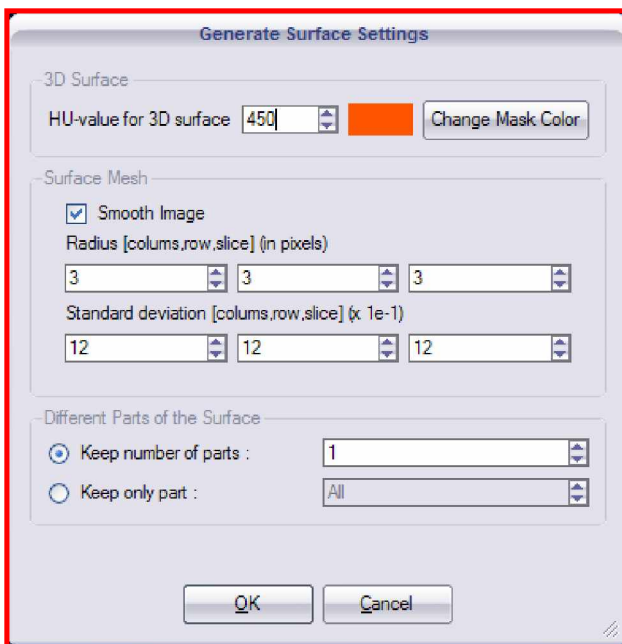 Generate Surface Settings
3D Surface
HU-value for 3D surface 450 Change Mask Color
Surface Mesh
Smooth Image
Radius [colums,row,slice] (in pixels)
3 3 3
Standard deviation [colums,row,slice] (x 1e-1)
12 12 12
Different Parts of the Surface
Keep number of parts : 1
Keep only part : All
OK Cancel